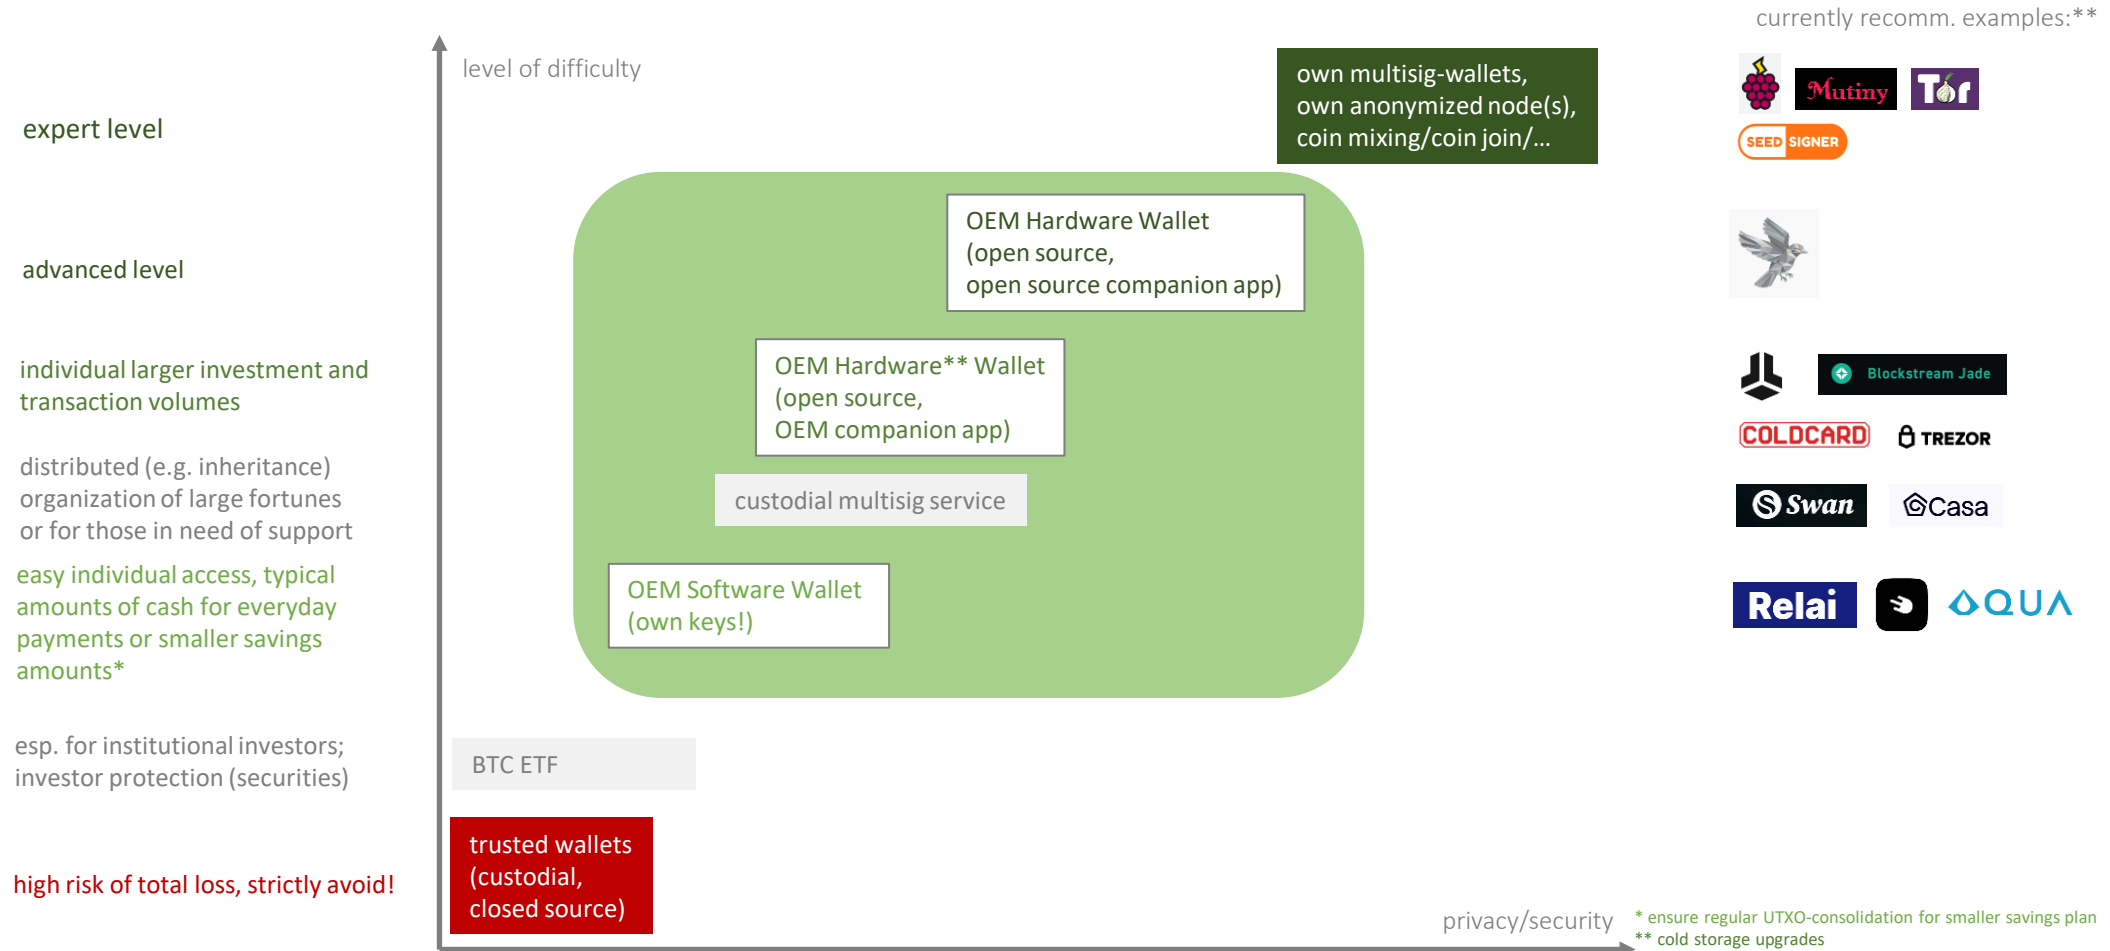 currently recomm. examples:**
level of difficulty
expert level
own multisig-wallets,
own anonymized node(s),
coin mixing/coin join/...
Mutiny
Tor
SEED SIGNER
advanced level
OEM Hardware Wallet
(open source,
open source companion app)
individual larger investment and
transaction volumes
OEM Hardware** Wallet
(open source,
OEM companion app)
Blockstream Jade
COLDCARD
TREZOR
distributed (e.g. inheritance)
organization of large fortunes
or for those in need of support
custodial multisig service
Swan
Casa
easy individual access, typical
amounts of cash for everyday
payments or smaller savings
amounts*
OEM Software Wallet
(own keys!)
Relai
AQUA
esp. for institutional investors;
investor protection (securities)
BTC ETF
high risk of total loss, strictly avoid!
trusted wallets
(custodial,
closed source)
privacy/security
* ensure regular UTXO-consolidation for smaller savings plan
** cold storage upgrades